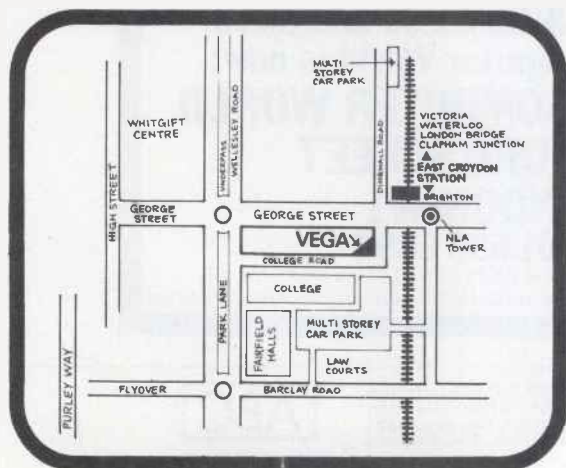 MULTI
STOREY
CAR PARK
WHITGIFT
CENTRE
UNDERPASS
WELLESLEY ROAD
DINGWALL ROAD
VICTORIA
WATERLOO
LONDON BRIDGE
CLAPHAM JUNCTION
EAST CROYDON
STATION
BRIGHTON
HIGH STREET
GEORGE
STREET
GEORGE STREET
NLA
TOWER
VEGA
COLLEGE ROAD
COLLEGE
PARK LANE
MULTI STOREY
CAR PARK
FAIRFIELD
HALLS
LAW
COURTS
PURLEY WAY
FLYOVER
BARCLAY ROAD